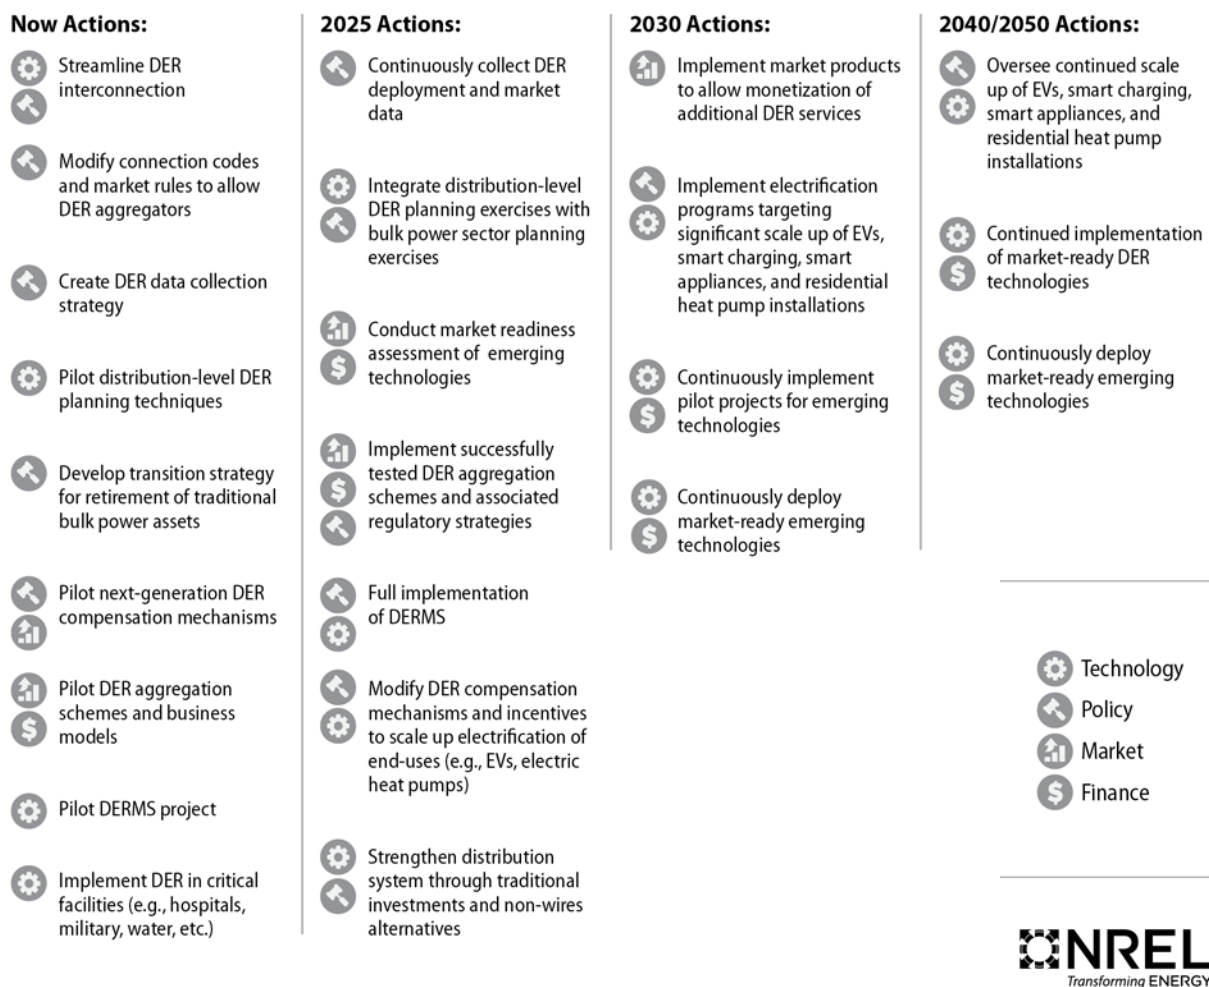 Now Actions:
Streamline DER
interconnection
Modify connection codes
and market rules to allow
DER aggregators
Create DER data collection
strategy
Pilot distribution-level DER
planning techniques
Develop transition strategy
for retirement of traditional
bulk power assets
Pilot next-generation DER
compensation mechanisms
Pilot DER aggregation
schemes and business
models
Pilot DERMS project
Implement DER in critical
facilities (e.g., hospitals,
military, water, etc.)
2025 Actions:
Continuously collect DER
deployment and market
data
Integrate distribution-level
DER planning exercises with
bulk power sector planning
exercises
Conduct market readiness
assessment of emerging
technologies
Implement successfully
tested DER aggregation
schemes and associated
regulatory strategies
Full implementation
of DERMS
Modify DER compensation
mechanisms and incentives
to scale up electrification of
end-uses (e.g., EVs, electric
heat pumps)
Strengthen distribution
system through traditional
investments and non-wires
alternatives
2030 Actions:
Implement market products
to allow monetization of
additional DER services
Implement electrification
programs targeting
significant scale up of EVs,
smart charging, smart
appliances, and residential
heat pump installations
Continuously implement
pilot projects for emerging
technologies
Continuously deploy
market-ready emerging
technologies
2040/2050 Actions:
Oversee continued scale
up of EVs, smart charging,
smart appliances, and
residential heat pump
installations
Continued implementation
of market-ready DER
technologies
Continuously deploy
market-ready emerging
technologies
Technology
Policy
Market
$ Finance
NREL
Transforming ENERGY